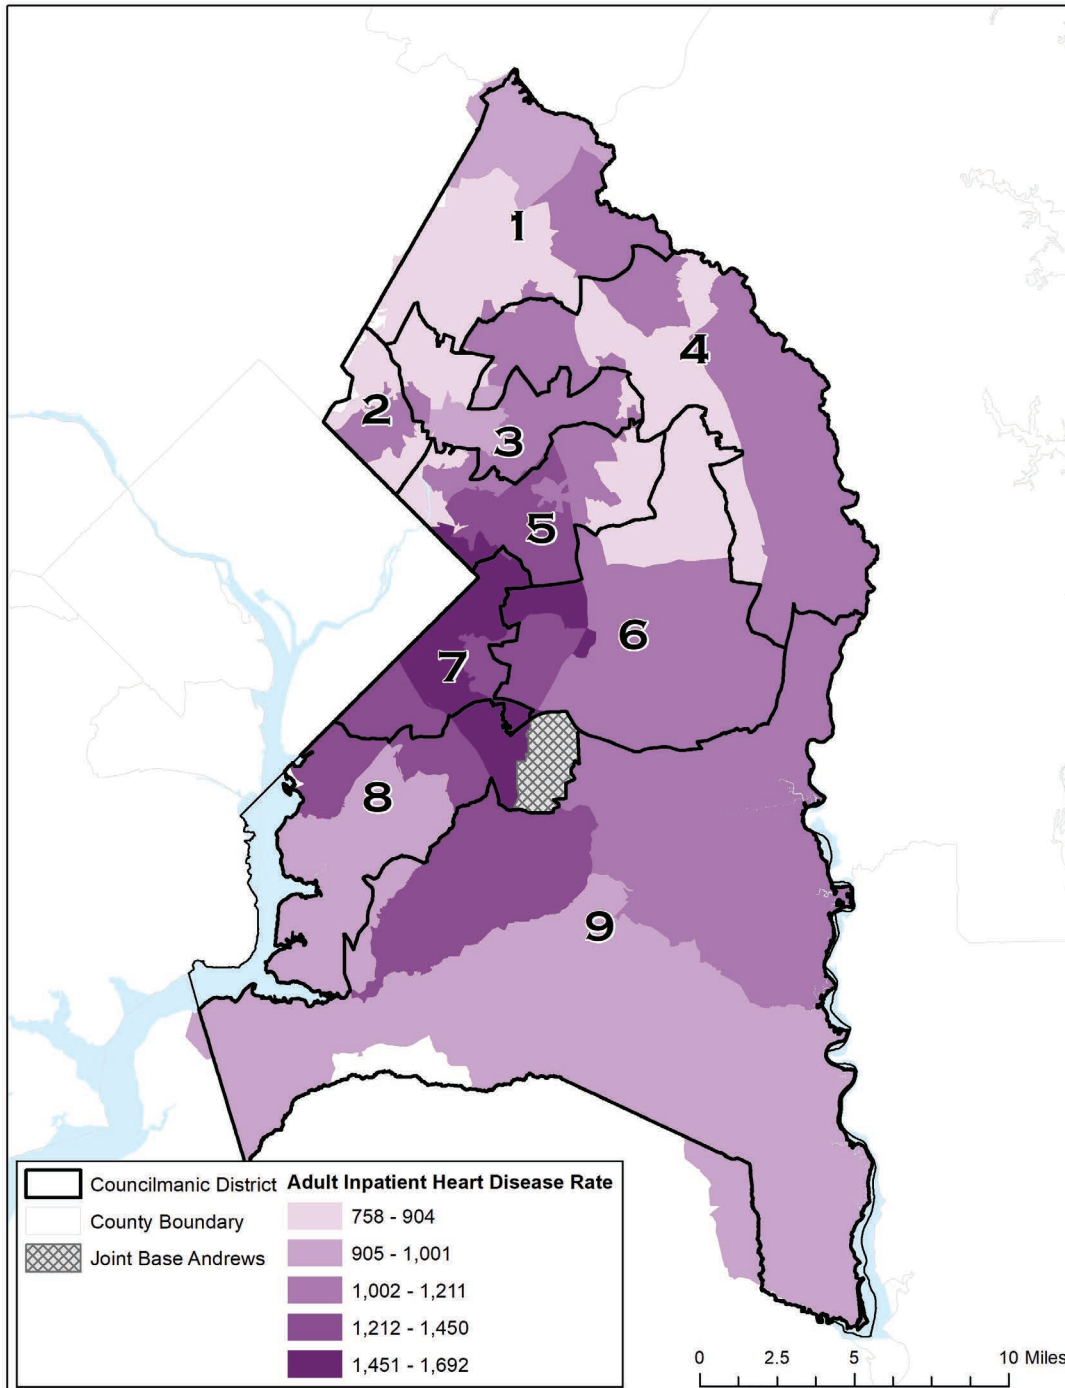 1
4
2
3
5
6
7
8
9
Councilmanic District
County Boundary
Joint Base Andrews
Adult Inpatient Heart Disease Rate
758 - 904
905 - 1,001
1,002 - 1,211
1,212 - 1,450
1,451 - 1,692
0 2.5 5 10 Miles